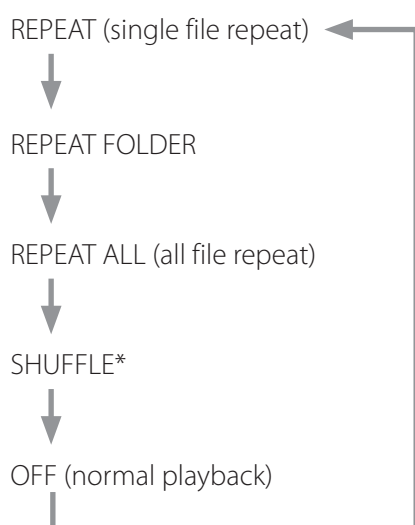 REPEAT (single file repeat)
REPEAT FOLDER
REPEAT ALL (all file repeat)
SHUFFLE*
OFF (normal playback)